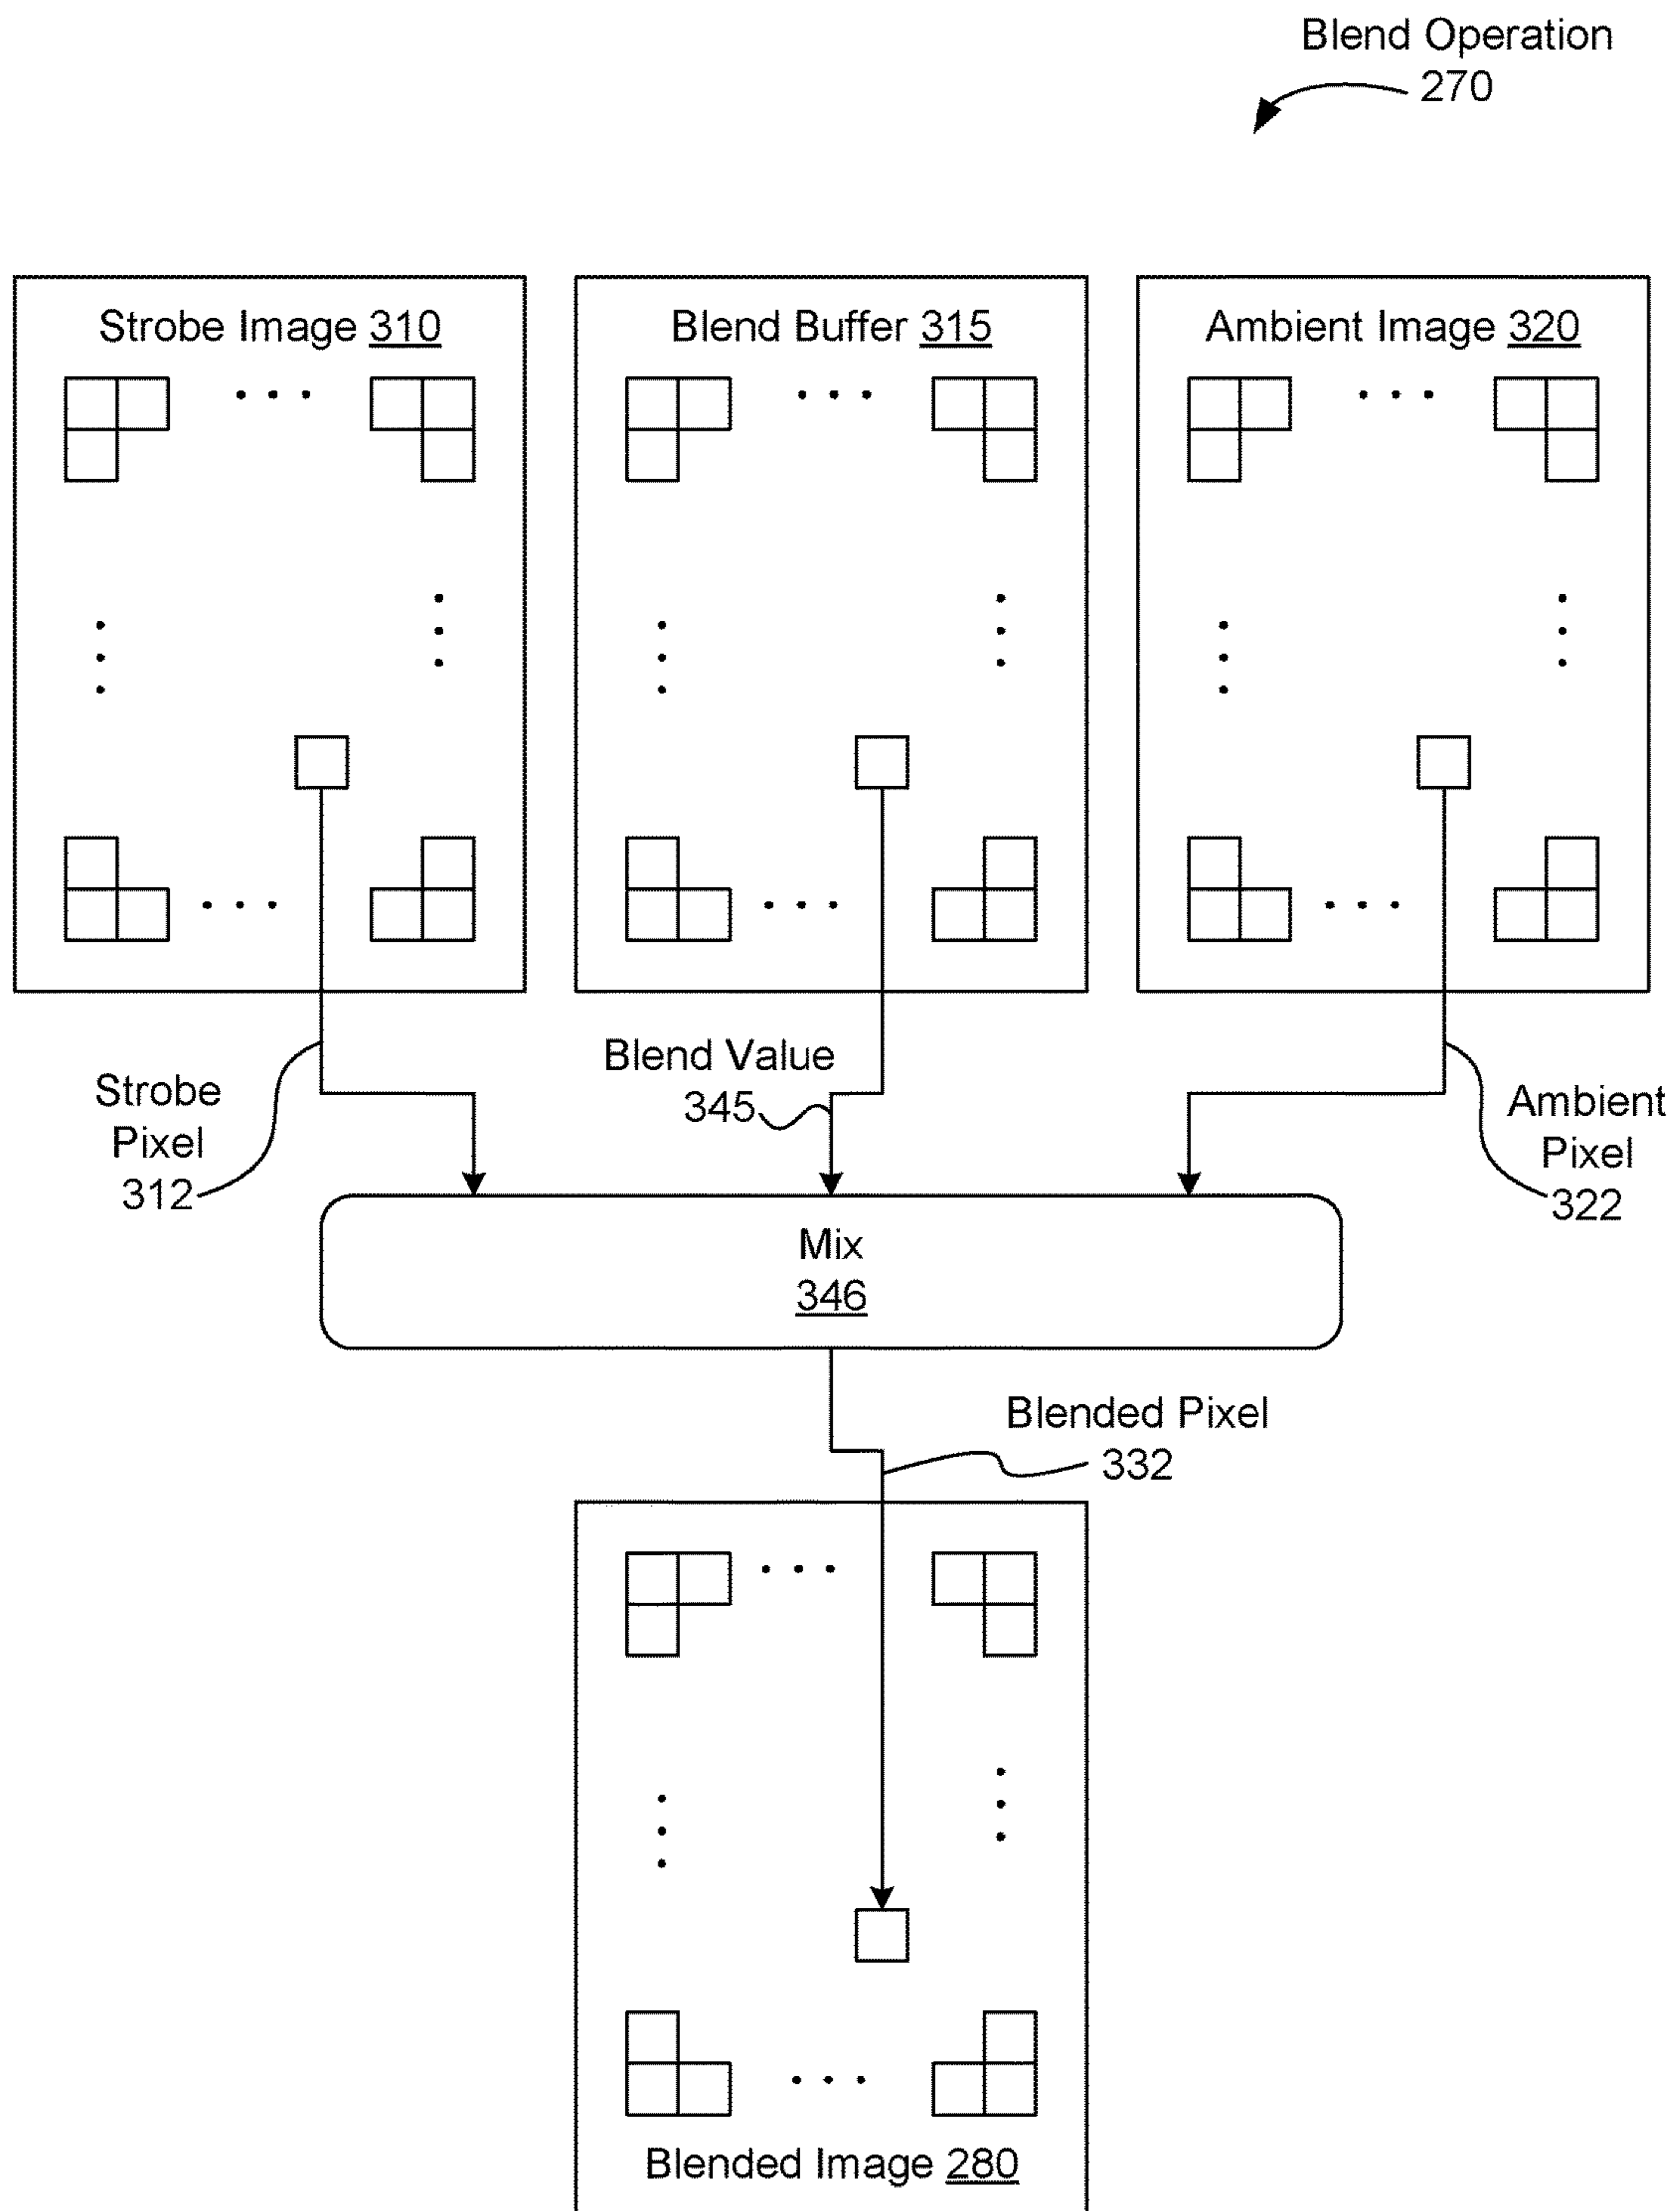 Blend Operation
270
Strobe Image 310
Blend Buffer 315
Ambient Image 320
Blend Value
345
Strobe
Pixel
312
Ambient
Pixel
322
Mix
346
Blended Pixel
332
Blended Image 280